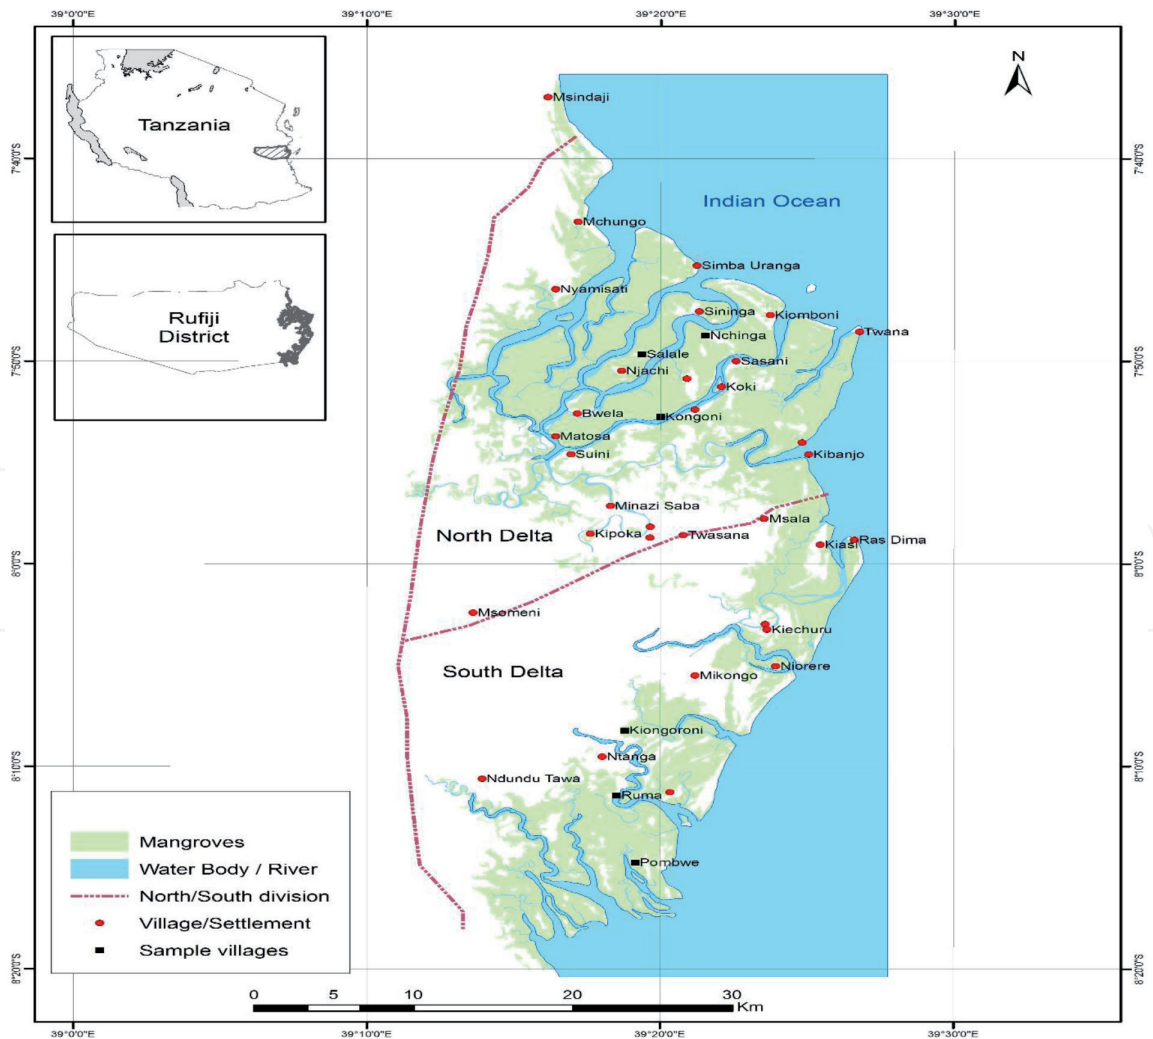 39°0'0"E
39°10'0"E
39°20'0"E
39°30'0"E
N
Tanzania
Rufiji
District
Indian Ocean
7°40'0"S
7°40'0"S
Msindaji
Mchungo
Simba Uranga
Nyamisati
Sininga
Kiomboni
Twana
Nchinga
Salale
Sasani
7°50'0"S
7°50'0"S
Njachi
Koki
Bwela
Kongoni
Matosa
Suini
Kibanjo
Minazi Saba
Msala
North Delta
Kipoka
Twasana
Kiasi
Ras Dima
8°0'0"S
8°0'0"S
Msomeni
Kiechuru
South Delta
Mikongo
Niorere
Kiongoroni
Ntanga
8°10'0"S
8°10'0"S
Ndundu Tawa
Ruma
Pombwe
Mangroves
Water Body / River
North/South division
Village/Settlement
Sample villages
8°20'0"S
8°20'0"S
0 5 10 20 30
Km
39°0'0"E
39°10'0"E
39°20'0"E
39°30'0"E